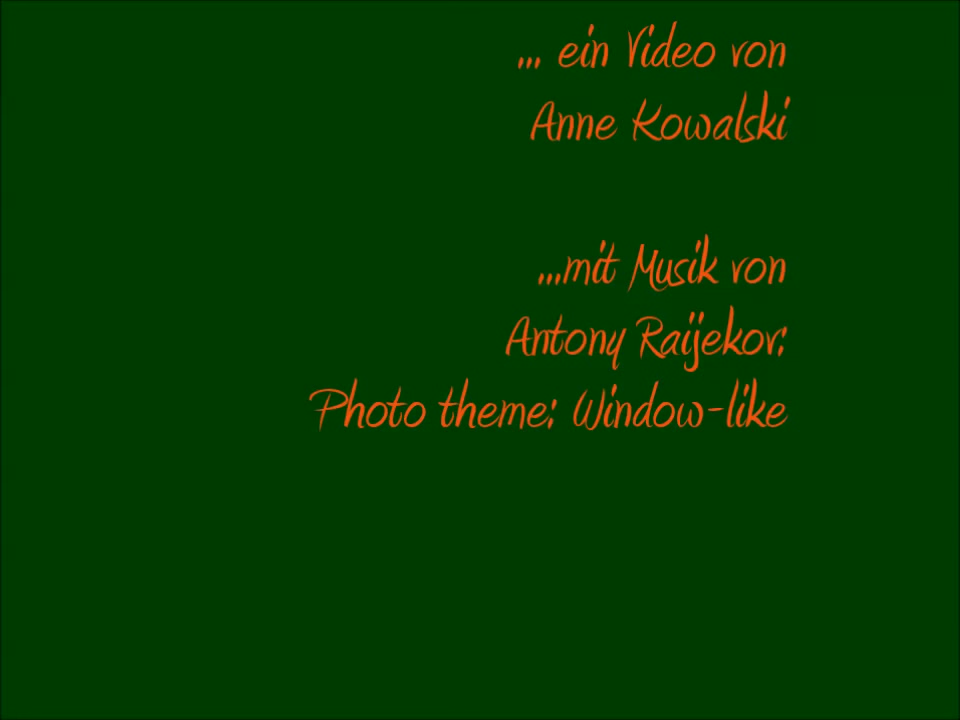 ... ein Video von
Anne Kowalski
...mit Musik von
Antony Raijekov:
Photo theme: Window-like